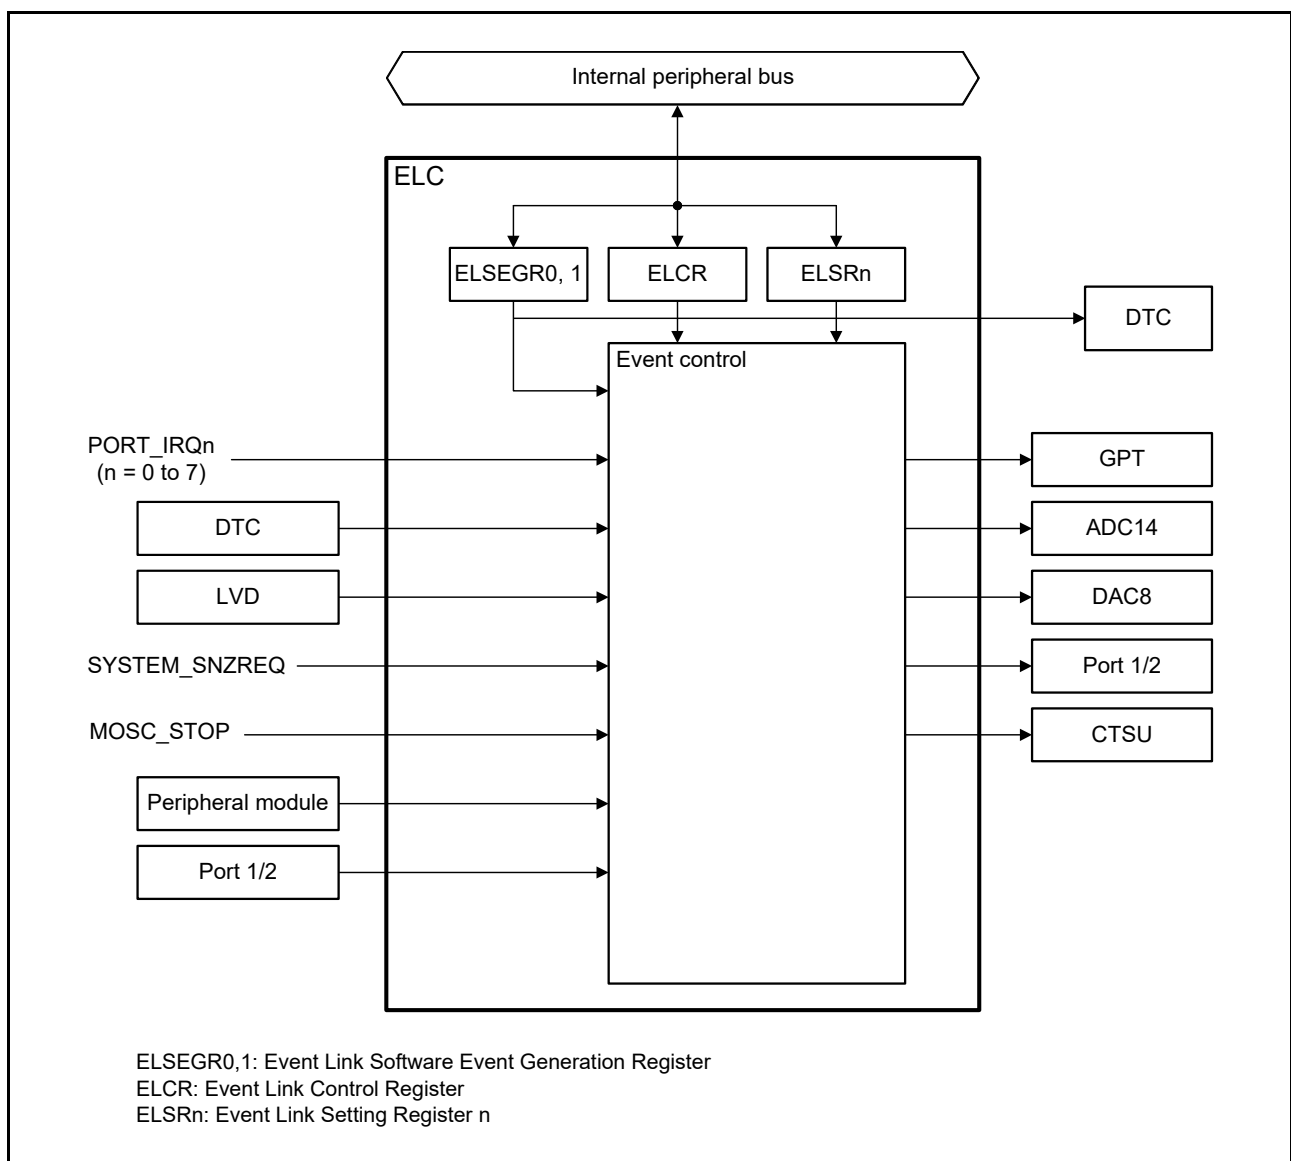 Internal peripheral bus
ELC
ELSEGR0, 1
ELCR
ELSRn
DTC
Event control
PORT_IRQn
(n = 0 to 7)
GPT
DTC
ADC14
LVD
DAC8
SYSTEM_SNZREQ
Port 1/2
MOSC_STOP
CTSU
Peripheral module
Port 1/2
ELSEGR0,1: Event Link Software Event Generation Register
ELCR: Event Link Control Register
ELSRn: Event Link Setting Register n